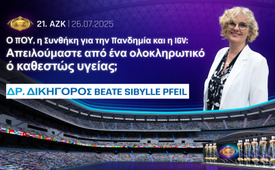 21. AZK | 26.07.2025
Ο ΠΟΥ, η Συνθήκη για την Πανδημία και η IGV:
Απειλούμαστε από ένα ολοκληρωτικό
ό καθεστώς υγείας;
ΔΡ. ΔΙΚΗΓΌΡΟΣ BEATE SIBYLLE PFEIL